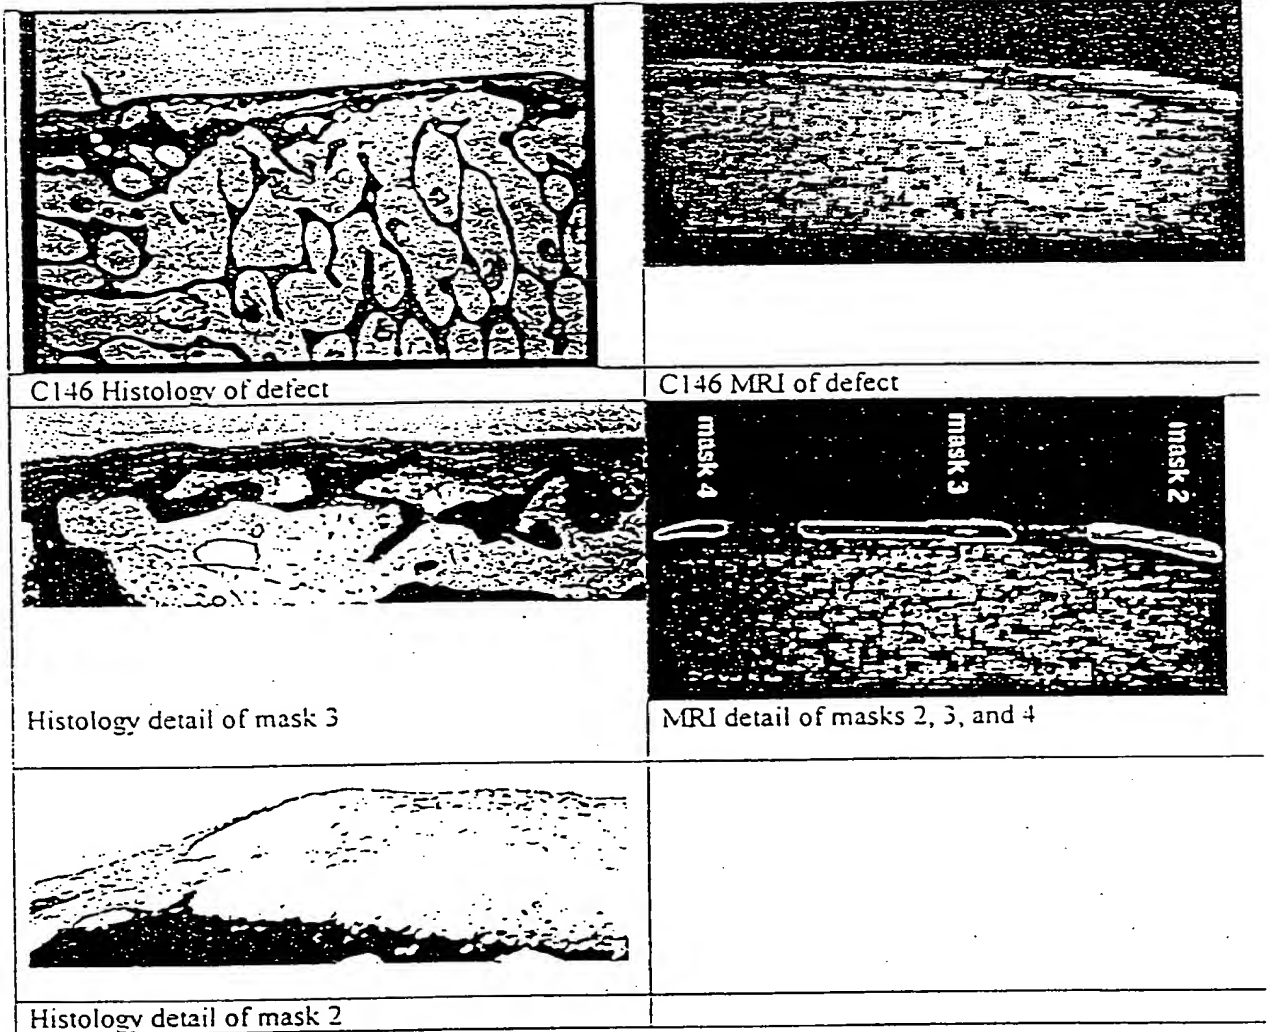 C146 Histology of defect
C146 MRI of defect
mask 4
mask 3
mask 2
Histology detail of mask 3
MRI detail of masks 2, 3, and 4
Histology detail of mask 2